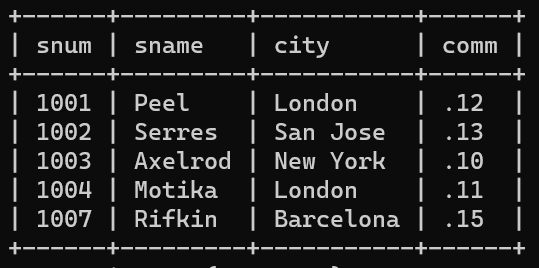 +------+---------+-----------+------+
| snum | sname   | city      | comm |
+------+---------+-----------+------+
| 1001 | Peel    | London    | .12  |
| 1002 | Serres  | San Jose  | .13  |
| 1003 | Axelrod | New York  | .10  |
| 1004 | Motika  | London    | .11  |
| 1007 | Rifkin  | Barcelona | .15  |
+------+---------+-----------+------+